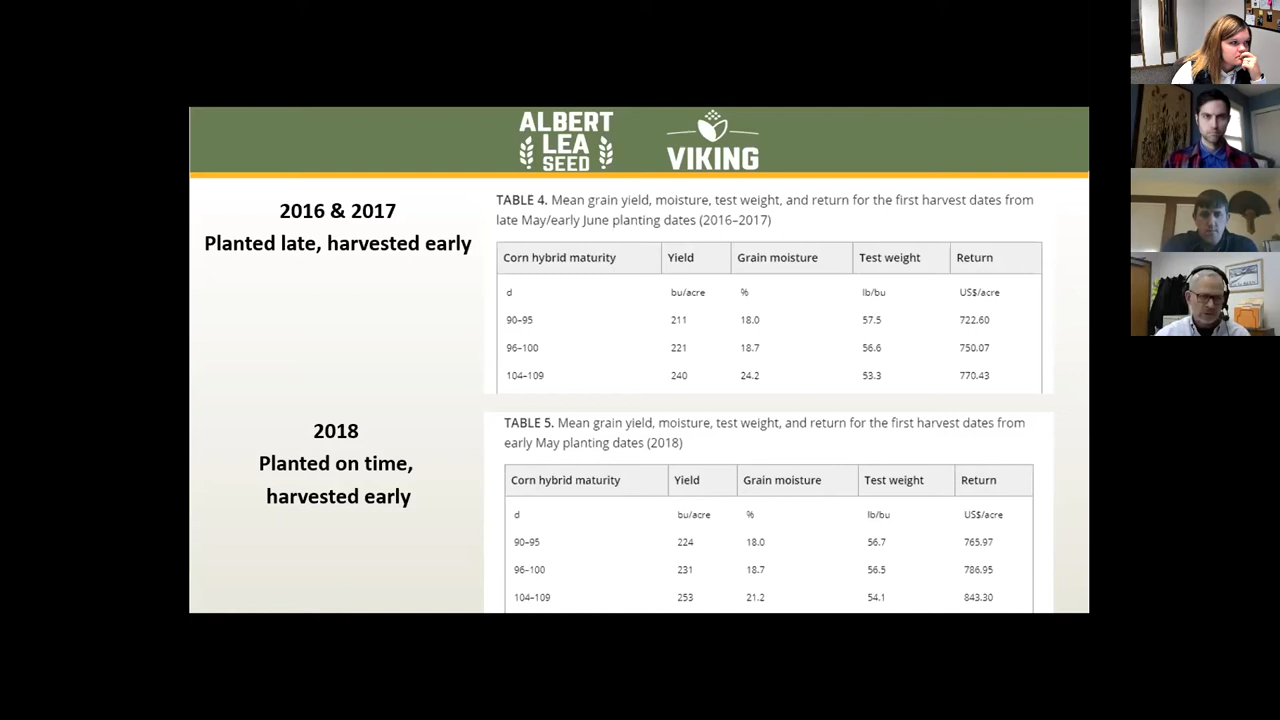 ALBERT
LEA
SEED
VIKING
2016 & 2017
Planted late, harvested early
TABLE 4. Mean grain yield, moisture, test weight, and return for the first harvest dates from
late May/early June planting dates (2016–2017)
Corn hybrid maturity Yield Grain moisture Test weight Return
d bu/acre % lb/bu US$/acre
90–95 211 18.0 57.5 722.60
96–100 221 18.7 56.6 750.07
104–109 240 24.2 53.3 770.43
2018
Planted on time,
harvested early
TABLE 5. Mean grain yield, moisture, test weight, and return for the first harvest dates from
early May planting dates (2018)
Corn hybrid maturity Yield Grain moisture Test weight Return
d bu/acre % lb/bu US$/acre
90–95 224 18.0 56.7 765.97
96–100 231 18.7 56.5 786.95
104–109 253 21.2 54.1 843.30